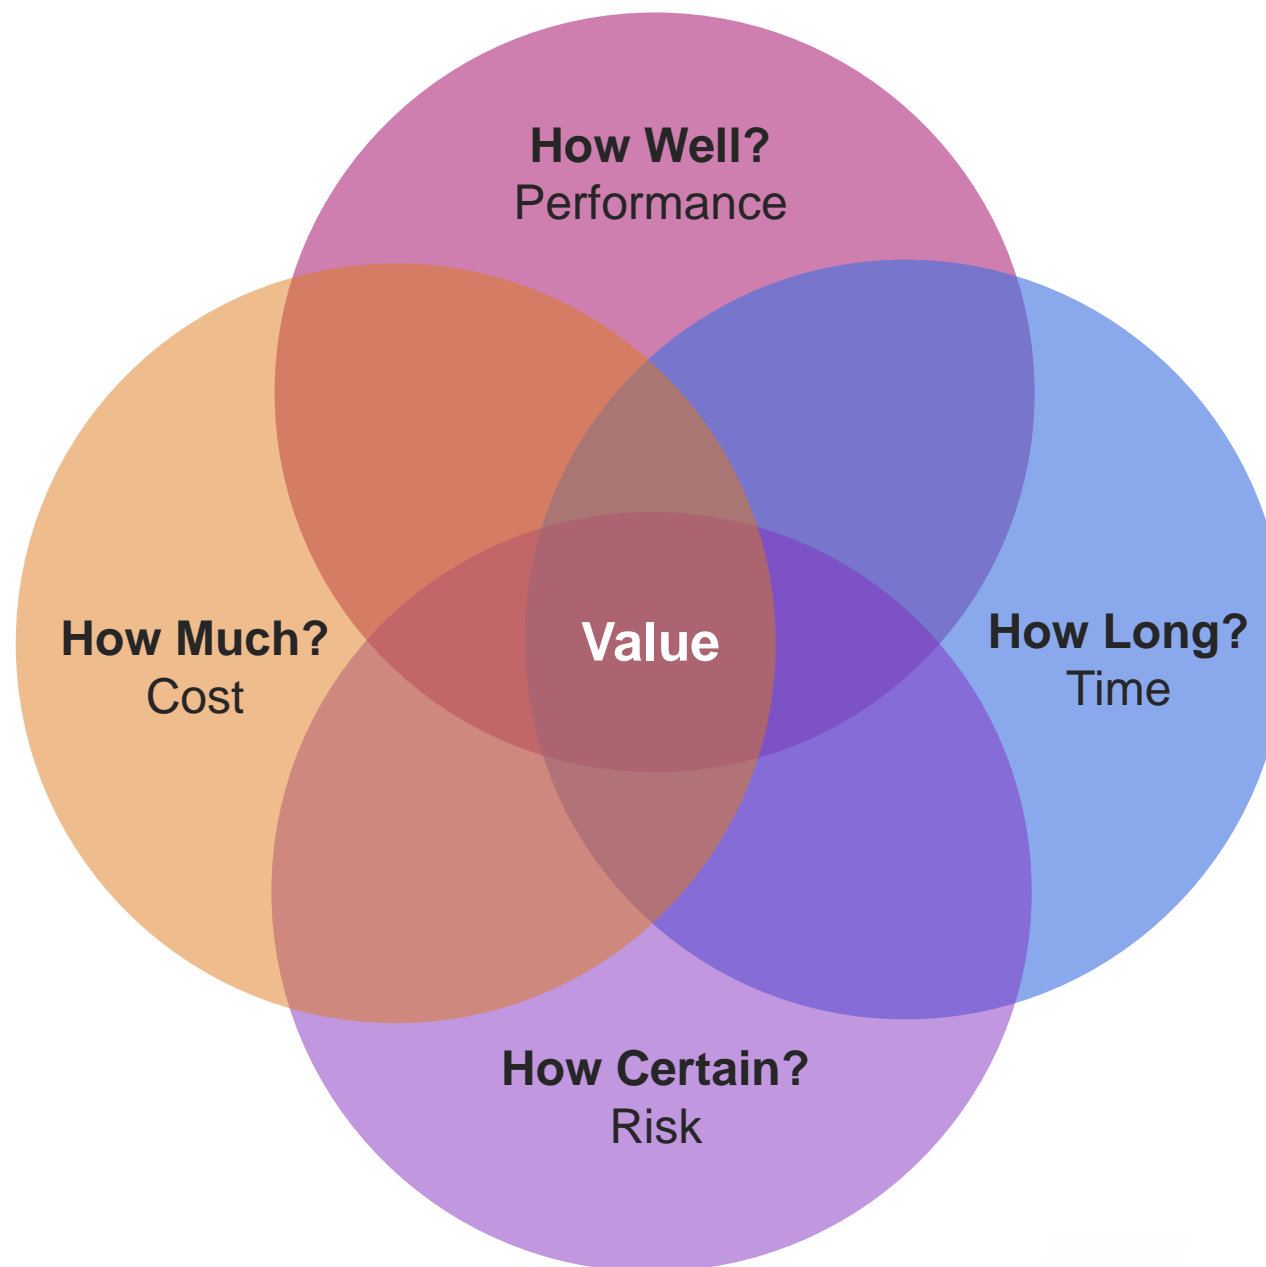 How Well?
Performance
How Much?
Cost
Value
How Long?
Time
How Certain?
Risk